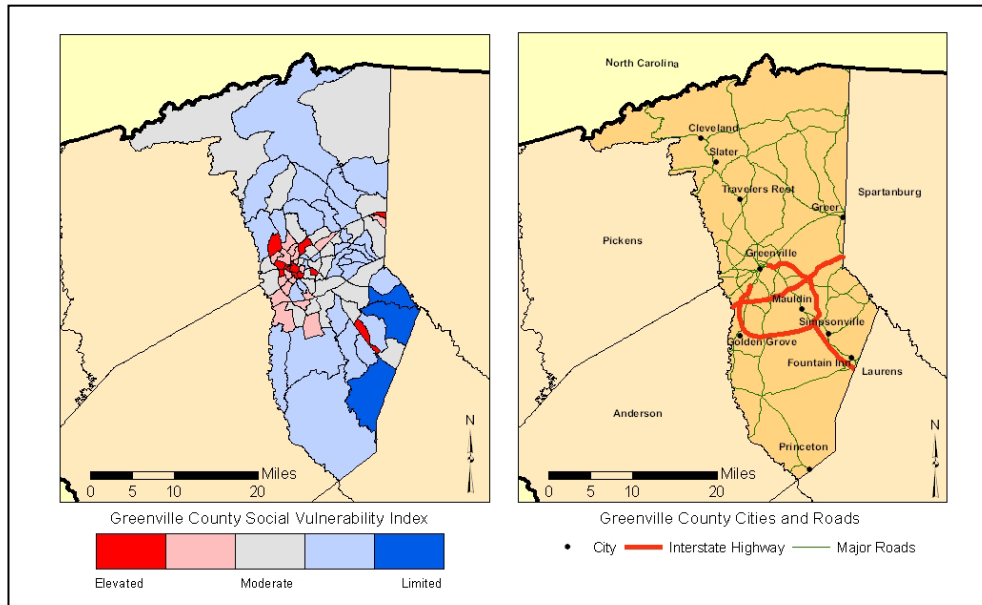 N
Miles
0 5 10 20
Greenville County Social Vulnerability Index
Elevated Moderate Limited
North Carolina
Cleveland
Slater
Travelers Rest
Spartanburg
Greer
Pickens
Greenville
Mauldin
Simpsonville
Golden Grove
Fountain Inn
Laurens
Anderson
Princeton
N
Miles
0 5 10 20
Greenville County Cities and Roads
City Interstate Highway Major Roads